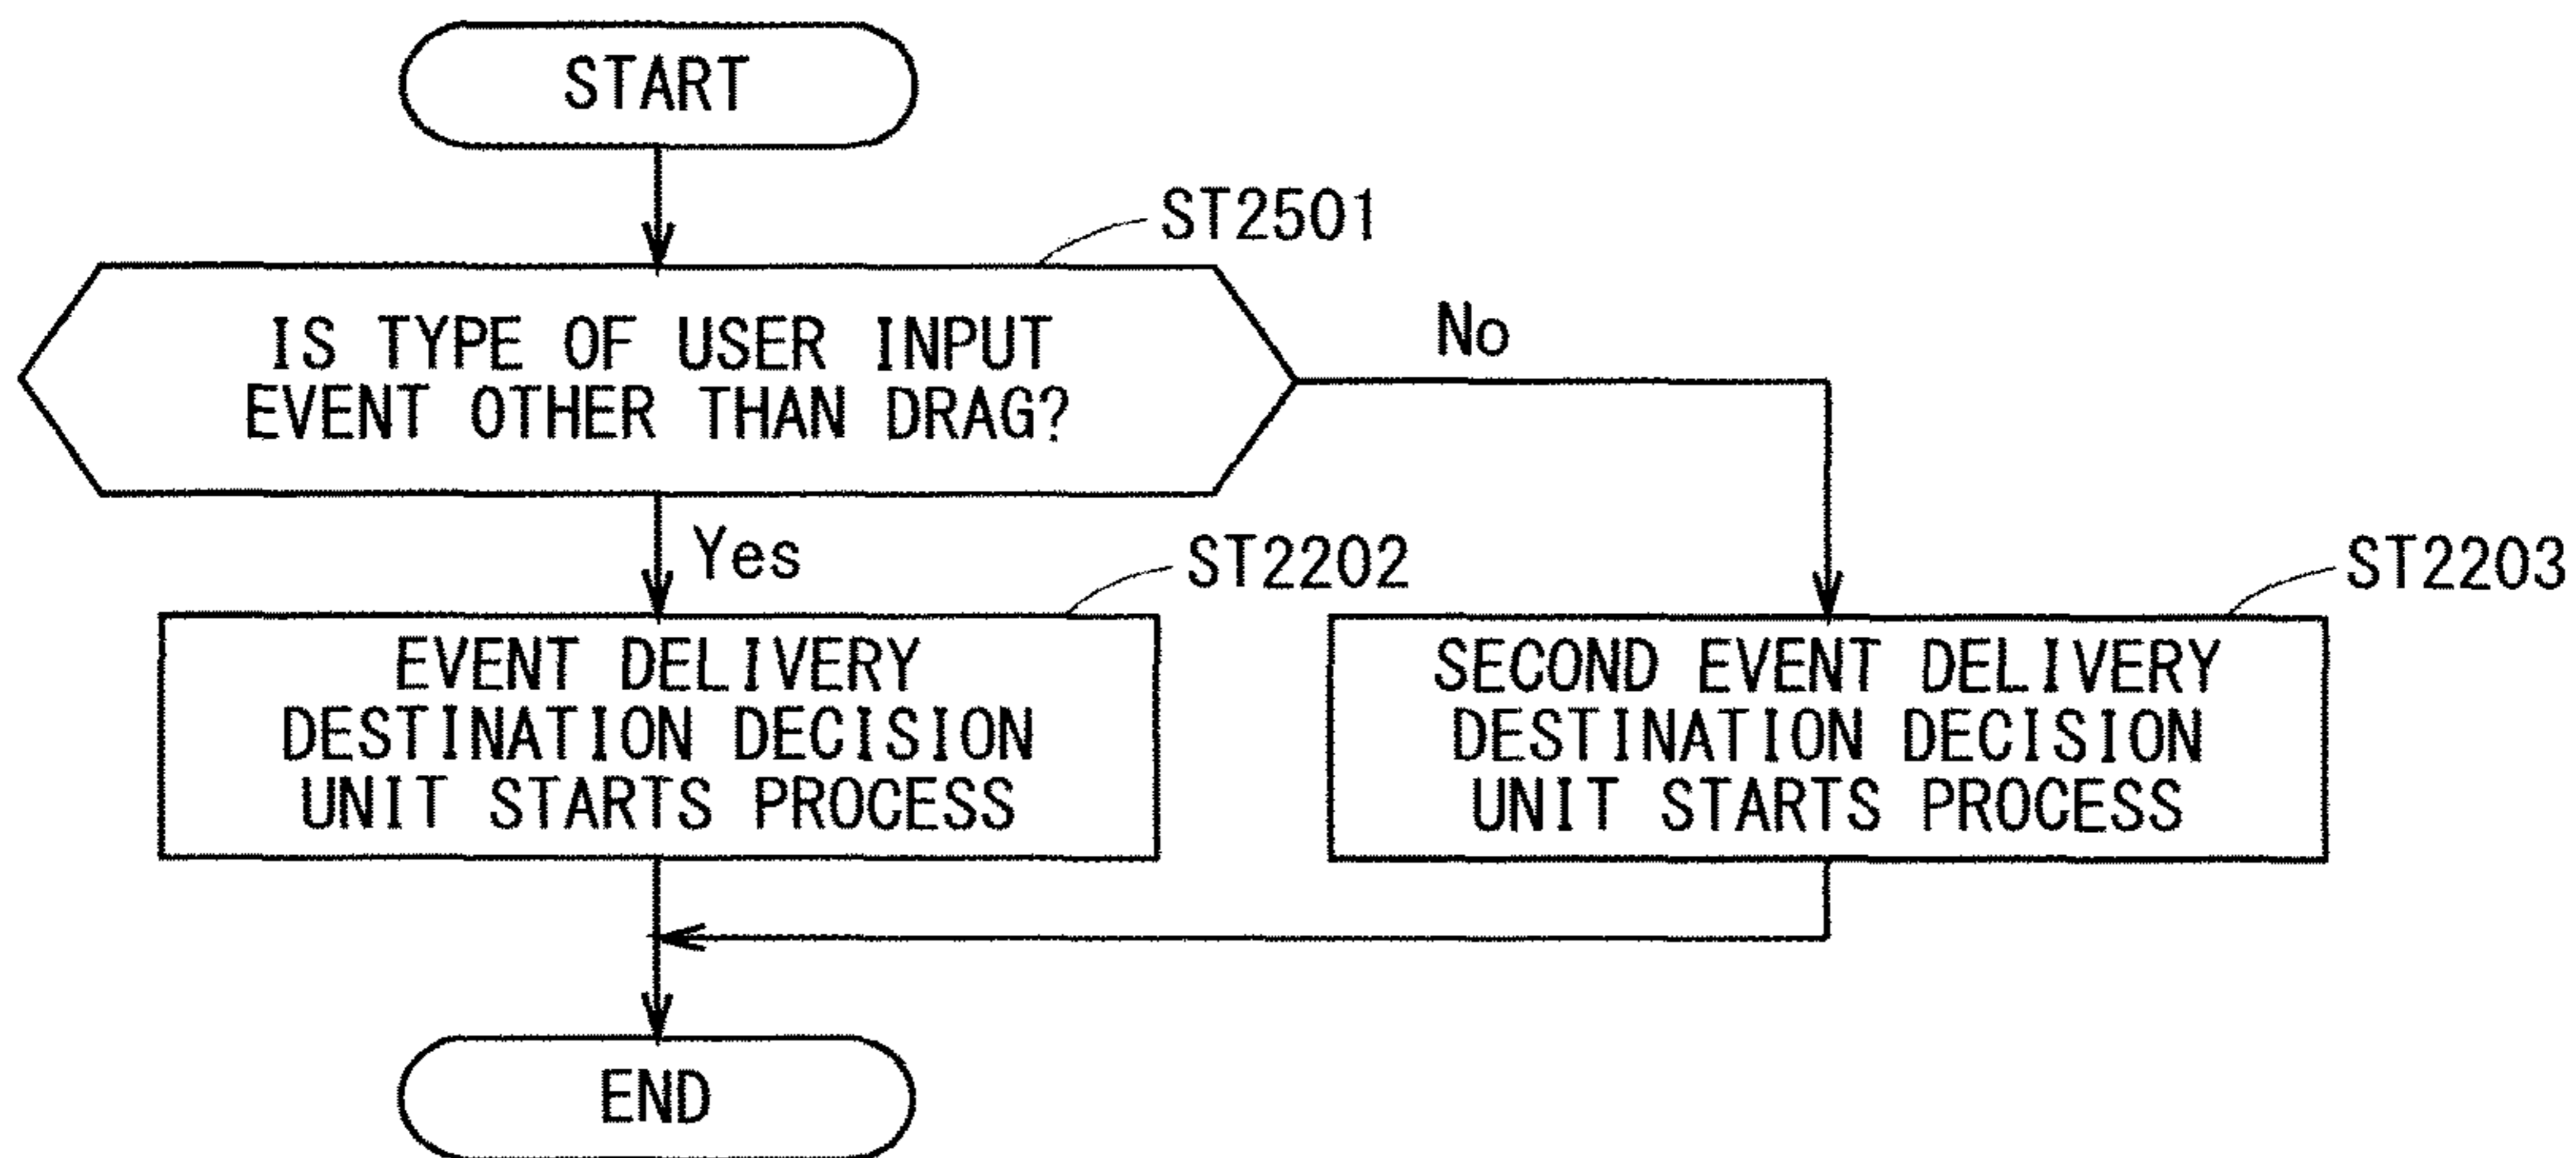 START
ST2501
IS TYPE OF USER INPUT
EVENT OTHER THAN DRAG?
No
Yes
ST2202
EVENT DELIVERY
DESTINATION DECISION
UNIT STARTS PROCESS
ST2203
SECOND EVENT DELIVERY
DESTINATION DECISION
UNIT STARTS PROCESS
END